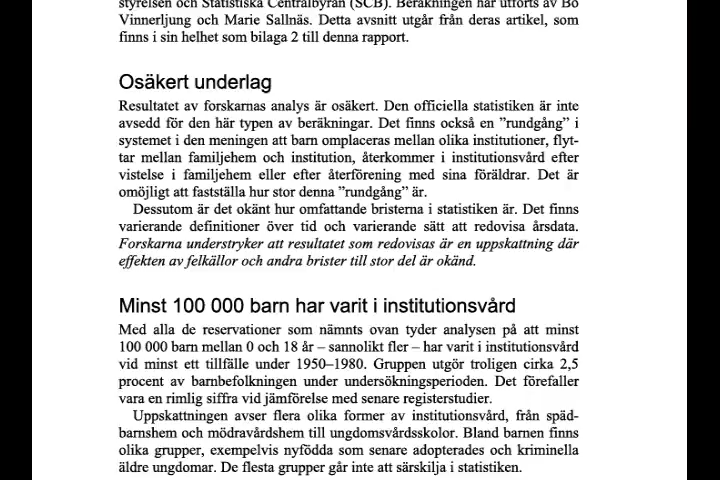 styrelsen och Statistiska Centralbyrån (SCB). Beräkningen har utförts av Bo
Vinnerljung och Marie Sallnäs. Detta avsnitt utgår från deras artikel, som
finns i sin helhet som bilaga 2 till denna rapport.
Osäkert underlag
Resultatet av forskarnas analys är osäkert. Den officiella statistiken är inte
avsedd för den här typen av beräkningar. Det finns också en ”rundgång” i
systemet i den meningen att barn omplaceras mellan olika institutioner, flyt-
tar mellan familjehem och institution, återkommer i institutionsvård efter
vistelse i familjehem eller efter återförening med sina föräldrar. Det är
omöjligt att fastställa hur stor denna ”rundgång” är.
Dessutom är det okänt hur omfattande bristerna i statistiken är. Det finns
varierande definitioner över tid och varierande sätt att redovisa årsdata.
Forskarna understryker att resultatet som redovisas är en uppskattning där
effekten av felkällor och andra brister till stor del är okänd.
Minst 100 000 barn har varit i institutionsvård
Med alla de reservationer som nämnts ovan tyder analysen på att minst
100 000 barn mellan 0 och 18 år – sannolikt fler – har varit i institutionsvård
vid minst ett tillfälle under 1950–1980. Gruppen utgör troligen cirka 2,5
procent av barnbefolkningen under undersökningsperioden. Det förefaller
vara en rimlig siffra vid jämförelse med senare registerstudier.
Uppskattningen avser flera olika former av institutionsvård, från späd-
barnshem och mödravårdshem till ungdomsvårdsskolor. Bland barnen finns
olika grupper, exempelvis nyfödda som senare adopterades och kriminella
äldre ungdomar. De flesta grupper går inte att särskilja i statistiken.